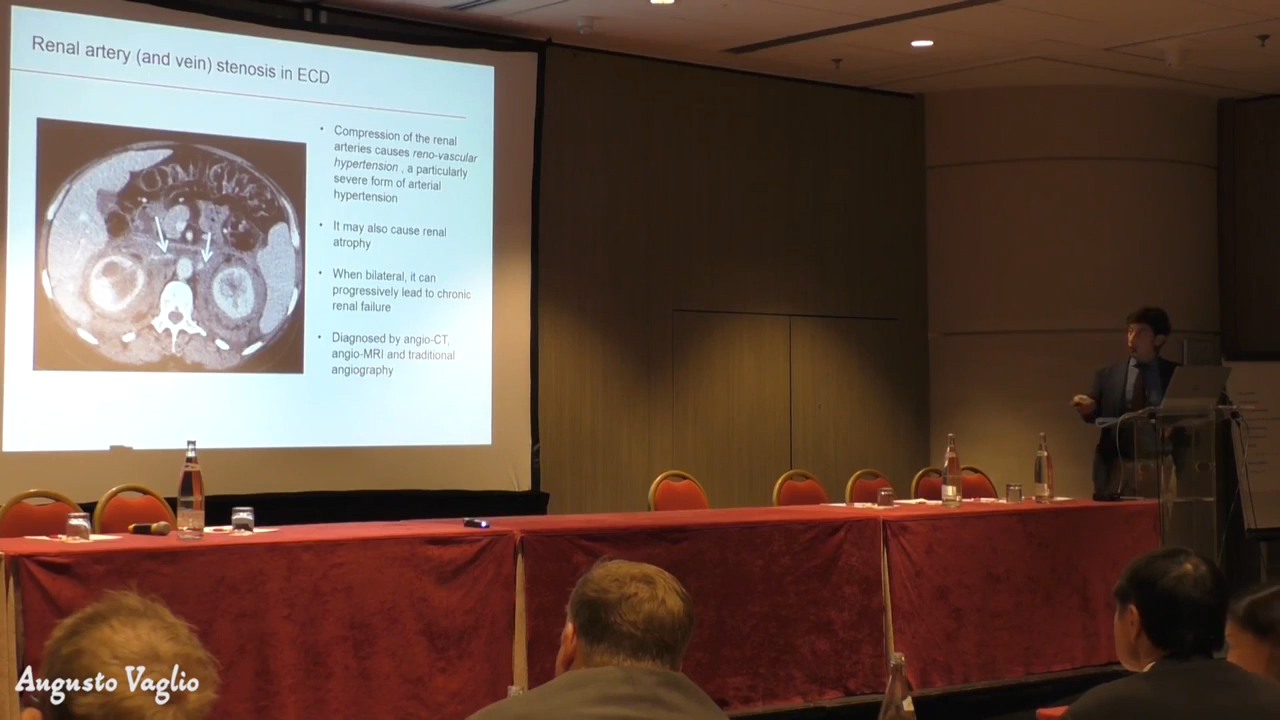 Renal artery (and vein) stenosis in ECD
• Compression of the renal
arteries causes reno-vascular
hypertension , a particularly
severe form of arterial
hypertension
• It may also cause renal
atrophy
• When bilateral, it can
progressively lead to chronic
renal failure
• Diagnosed by angio-CT,
angio-MRI and traditional
angiography
Augusto Vaglio